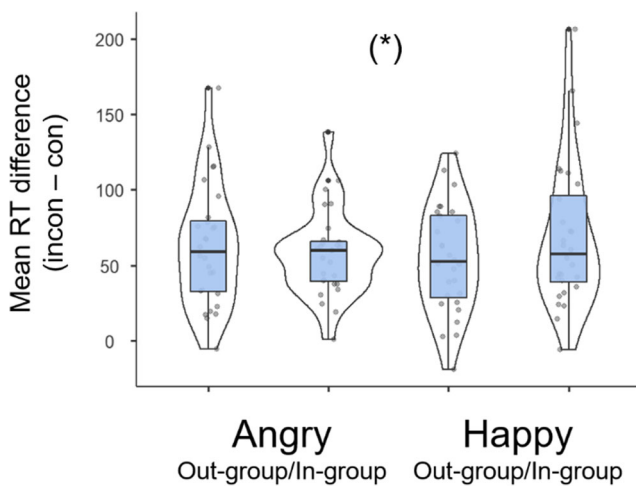 Mean RT difference
(incon – con)
200
150
100
50
0
(*)
Angry
Happy
Out-group/In-group
Out-group/In-group